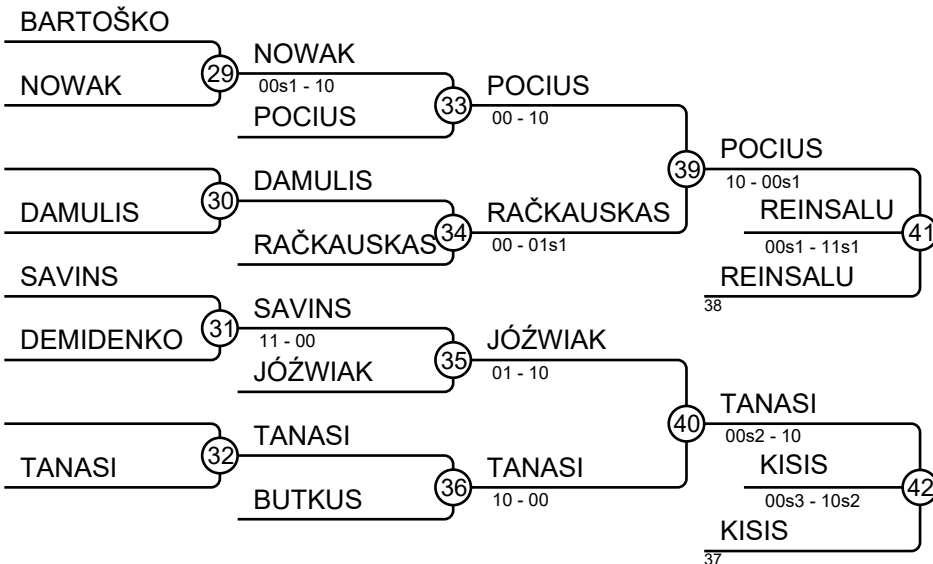 BARTOŠKO
29
NOWAK
NOWAK
00s1 - 10
33
POCIUS
POCIUS
00 - 10
39
POCIUS
10 - 00s1
30
DAMULIS
DAMULIS
34
RAČKAUSKAS
RAČKAUSKAS
00 - 01s1
REINSALU
00s1 - 11s1
41
REINSALU
38
SAVINS
31
DEMIDENKO
SAVINS
11 - 00
35
JÓŹWIAK
JÓŹWIAK
01 - 10
40
TANASI
00s2 - 10
32
TANASI
TANASI
36
BUTKUS
TANASI
10 - 00
KISIS
00s3 - 10s2
42
KISIS
37